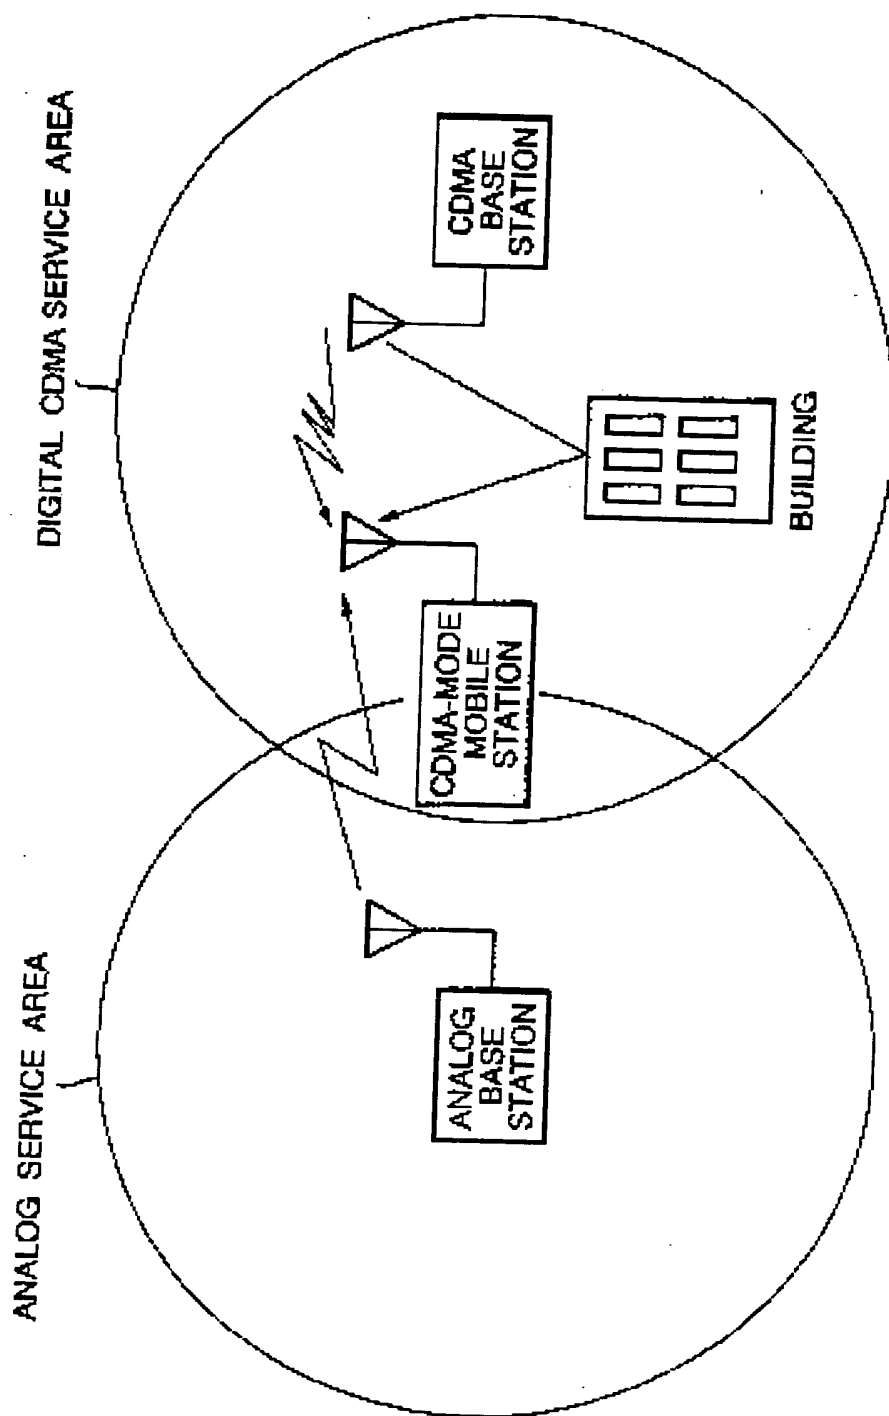 ANALOG SERVICE AREA
DIGITAL CDMA SERVICE AREA
ANALOG
BASE
STATION
CDMA-MODE
MOBILE
STATION
CDMA
BASE
STATION
BUILDING